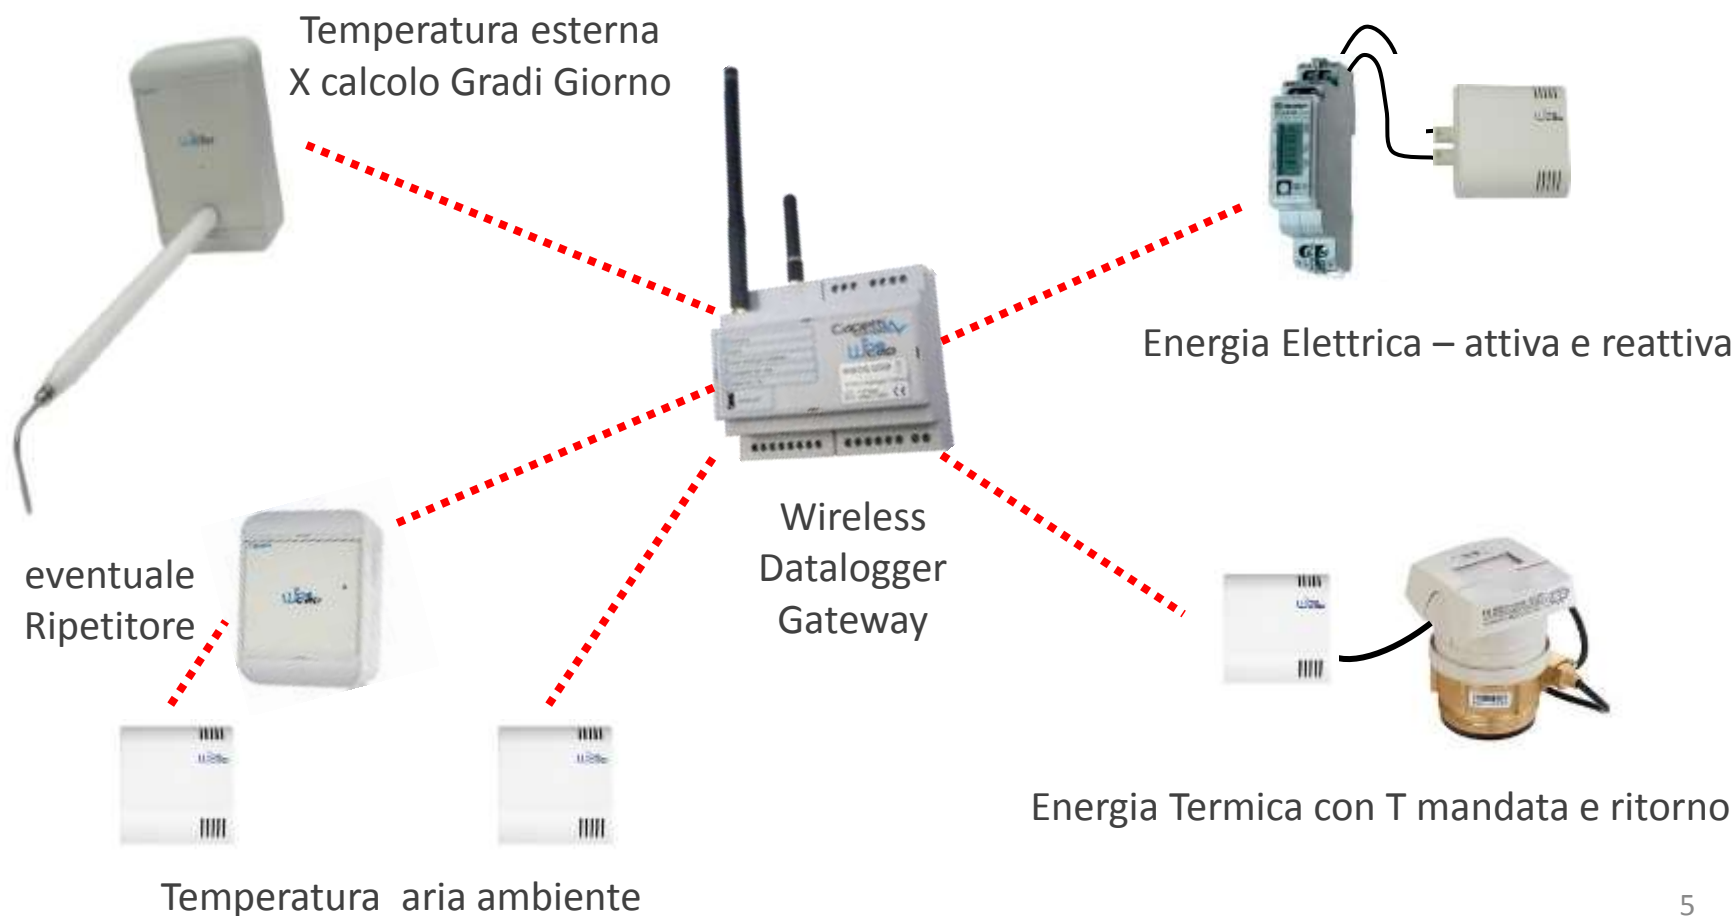 Temperatura esterna
X calcolo Gradi Giorno
Energia Elettrica – attiva e reattiva
Wireless
Datalogger
Gateway
eventuale
Ripetitore
Energia Termica con T mandata e ritorno
Temperatura aria ambiente
5